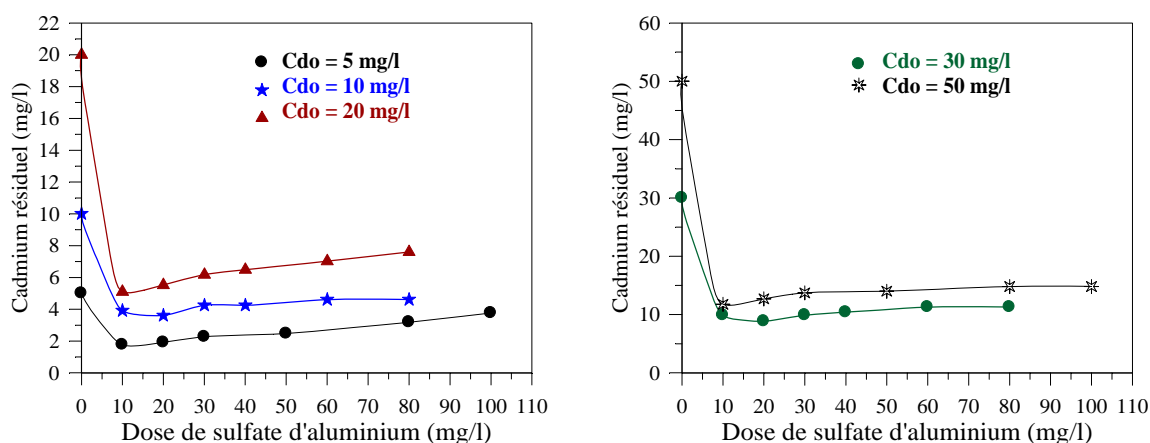 22
20
18
16
14
12
10
8
6
4
2
0
Cadmium résiduel (mg/l)
Cdo = 5 mg/l
Cdo = 10 mg/l
Cdo = 20 mg/l
0 10 20 30 40 50 60 70 80 90 100 110
Dose de sulfate d'aluminium (mg/l)
60
50
40
30
20
10
0
Cadmium résiduel (mg/l)
Cdo = 30 mg/l
Cdo = 50 mg/l
0 10 20 30 40 50 60 70 80 90 100 110
Dose de sulfate d'aluminium (mg/l)